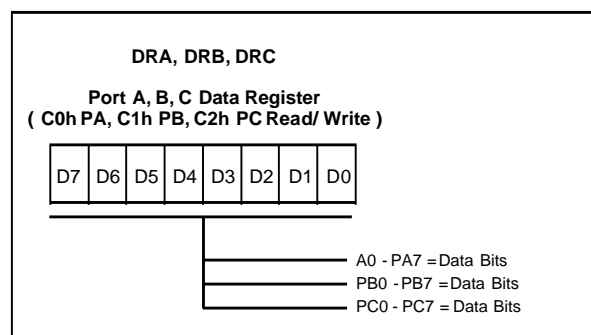 DRA, DRB, DRC
Port A, B, C Data Register
( C0h PA, C1h PB, C2h PC Read/ Write )
D7 D6 D5 D4 D3 D2 D1 D0
A0 - PA7 = Data Bits
PB0 - PB7 = Data Bits
PC0 - PC7 = Data Bits